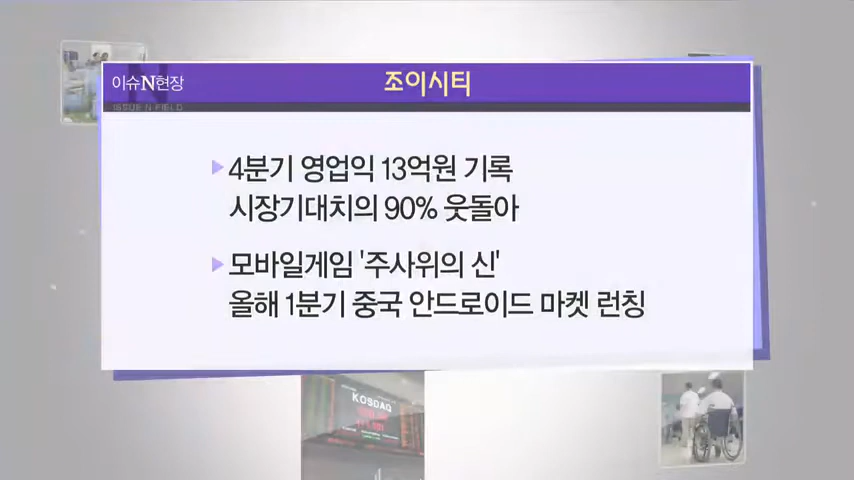 이슈N현장
조이시티
ISSUE N FIELD
4분기 영업익 13억원 기록
시장기대치의 90% 웃돌아
모바일게임 '주사위의 신'
올해 1분기 중국 안드로이드 마켓 런칭
KOSDAQ